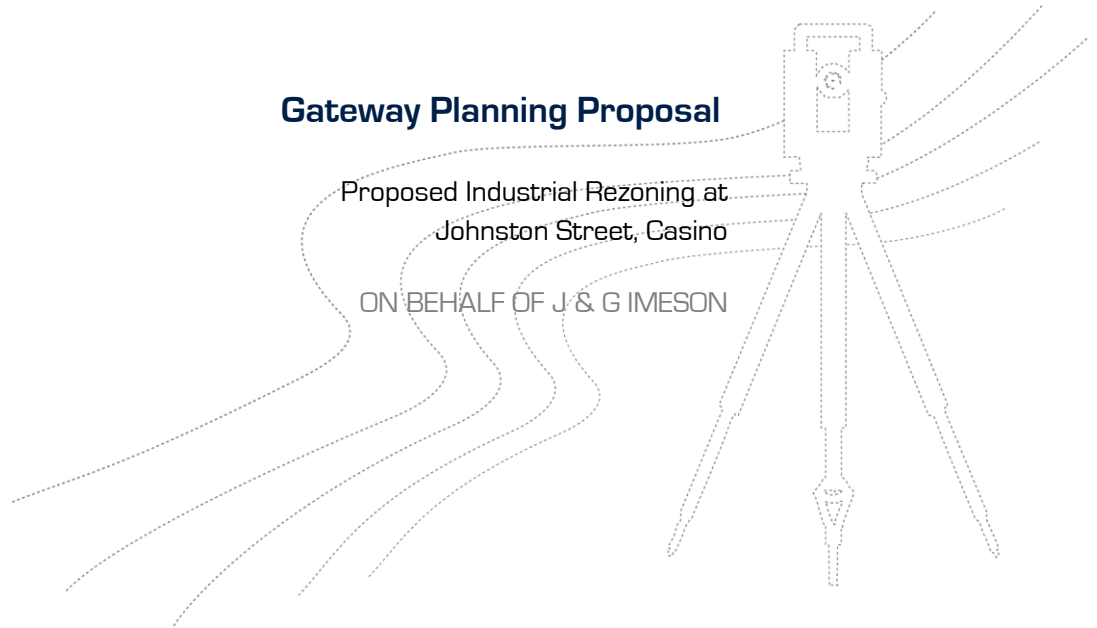 Gateway Planning Proposal
Proposed Industrial Rezoning at
Johnston Street, Casino
ON BEHALF OF J & G IMESON